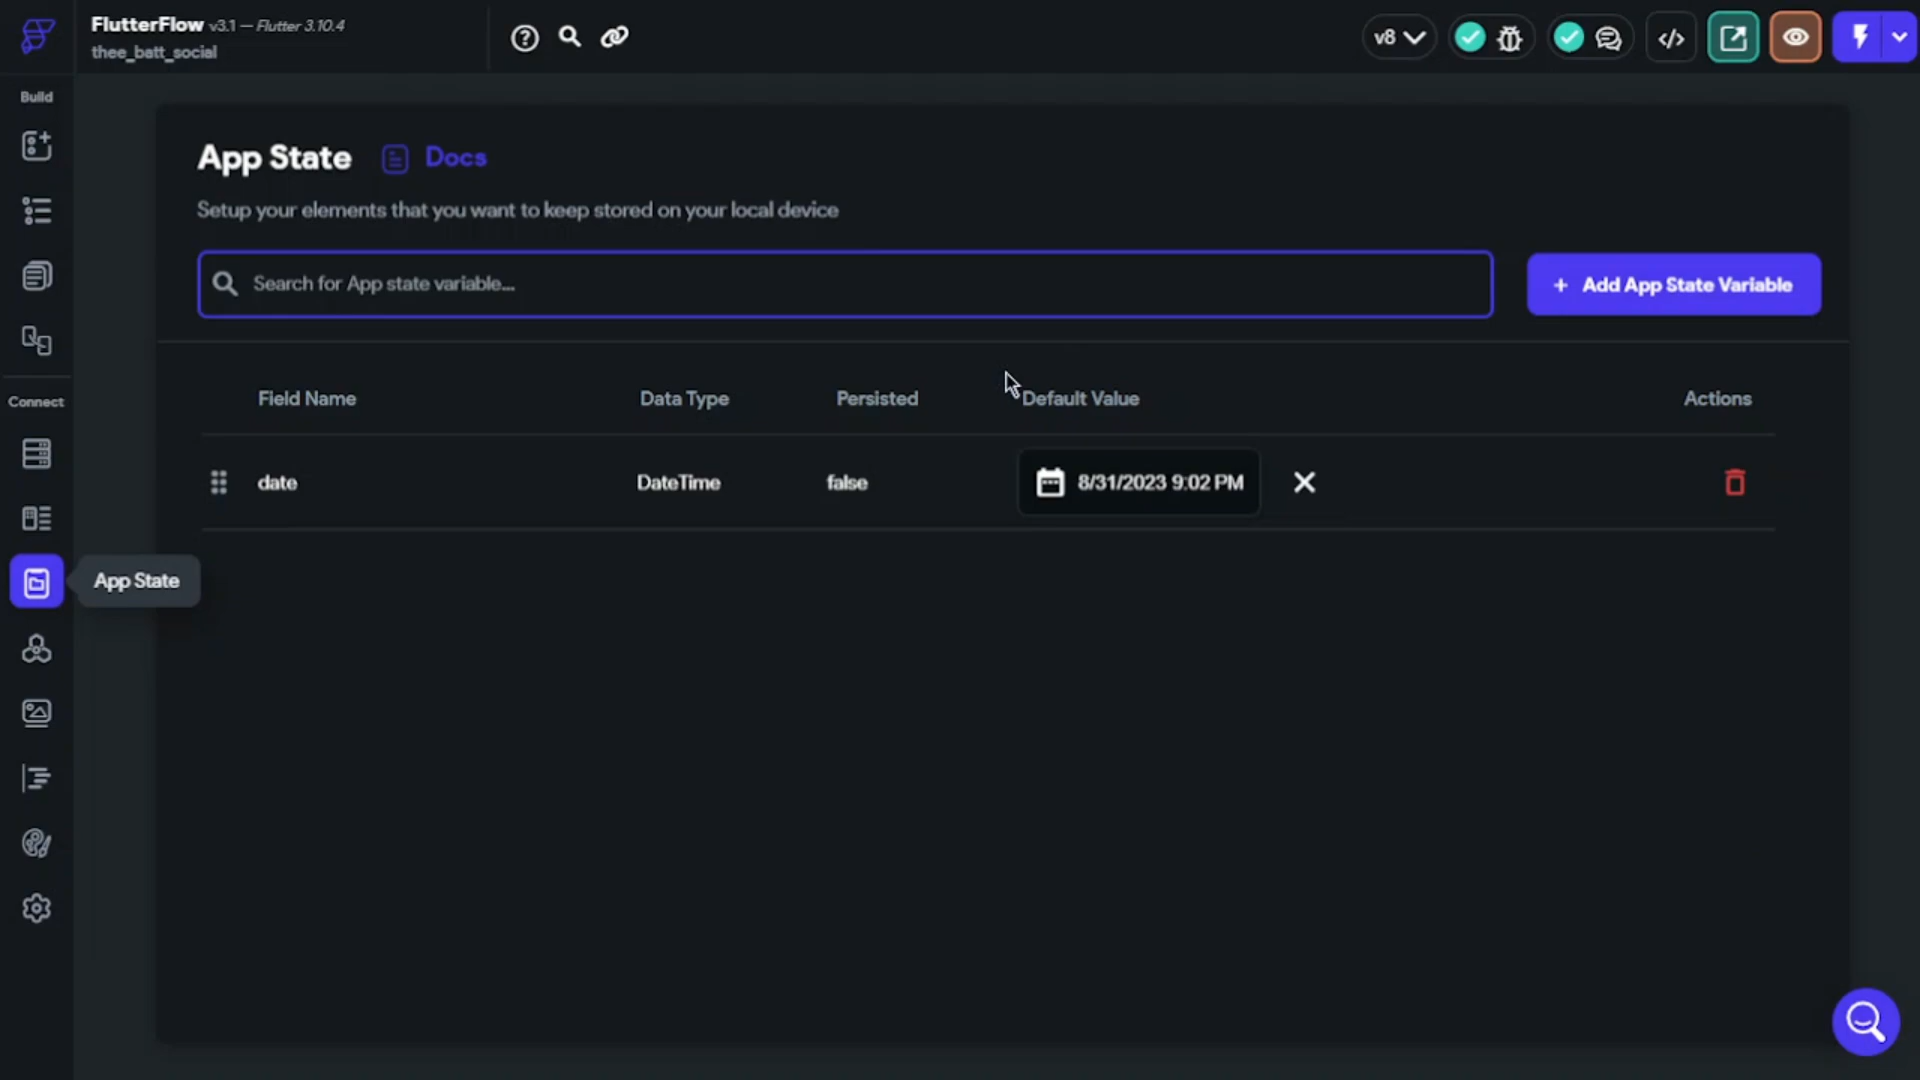 FlutterFlow v3.1 — Flutter 3.10.4
thee_batt_social
v8
Build
App State Docs
Setup your elements that you want to keep stored on your local device
Search for App state variable...
+ Add App State Variable
Field Name Data Type Persisted Default Value Actions
Connect
date DateTime false 8/31/2023 9:02 PM
App State